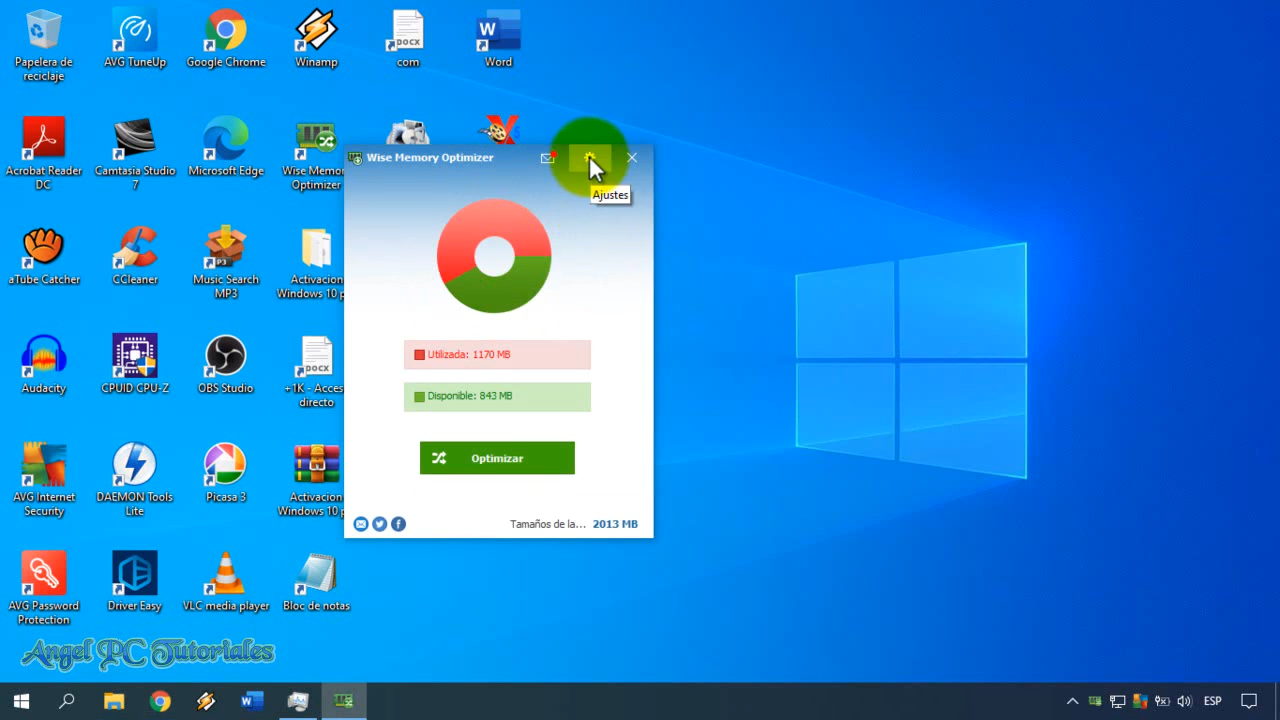 Papelera de
reciclaje
AVG TuneUp
Google Chrome
Winamp
com
Word
Acrobat Reader
DC
Camtasia Studio
7
Microsoft Edge
Wise Memory
Optimizer
aTube Catcher
CCleaner
Music Search
MP3
Activacion
Windows 10 p
Audacity
CPUID CPU-Z
OBS Studio
+1K - Acces
directo
AVG Internet
Security
DAEMON Tools
Lite
Picasa 3
Activacion
Windows 10 p
AVG Password
Protection
Driver Easy
VLC media player
Bloc de notas
Wise Memory Optimizer
Ajustes
Utilizada: 1170 MB
Disponible: 843 MB
Optimizar
Tamaños de la... 2013 MB
Angel PC Tutoriales
ESP